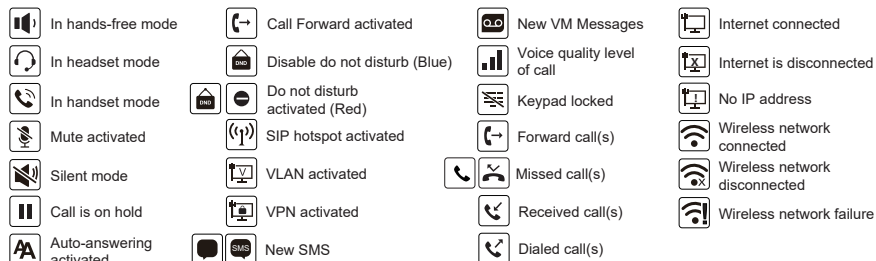 In hands-free mode
In headset mode
In handset mode
Mute activated
Silent mode
Call is on hold
AA
Auto-answering
activated
Call Forward activated
DND
Disable do not disturb (Blue)
DND
Do not disturb
activated (Red)
SIP hotspot activated
V
VLAN activated
VPN activated
SMS
New SMS
New VM Messages
Voice quality level
of call
Keypad locked
Forward call(s)
Missed call(s)
Received call(s)
Dialed call(s)
Internet connected
X
Internet is disconnected
!
No IP address
Wireless network
connected
X
Wireless network
disconnected
!
Wireless network failure